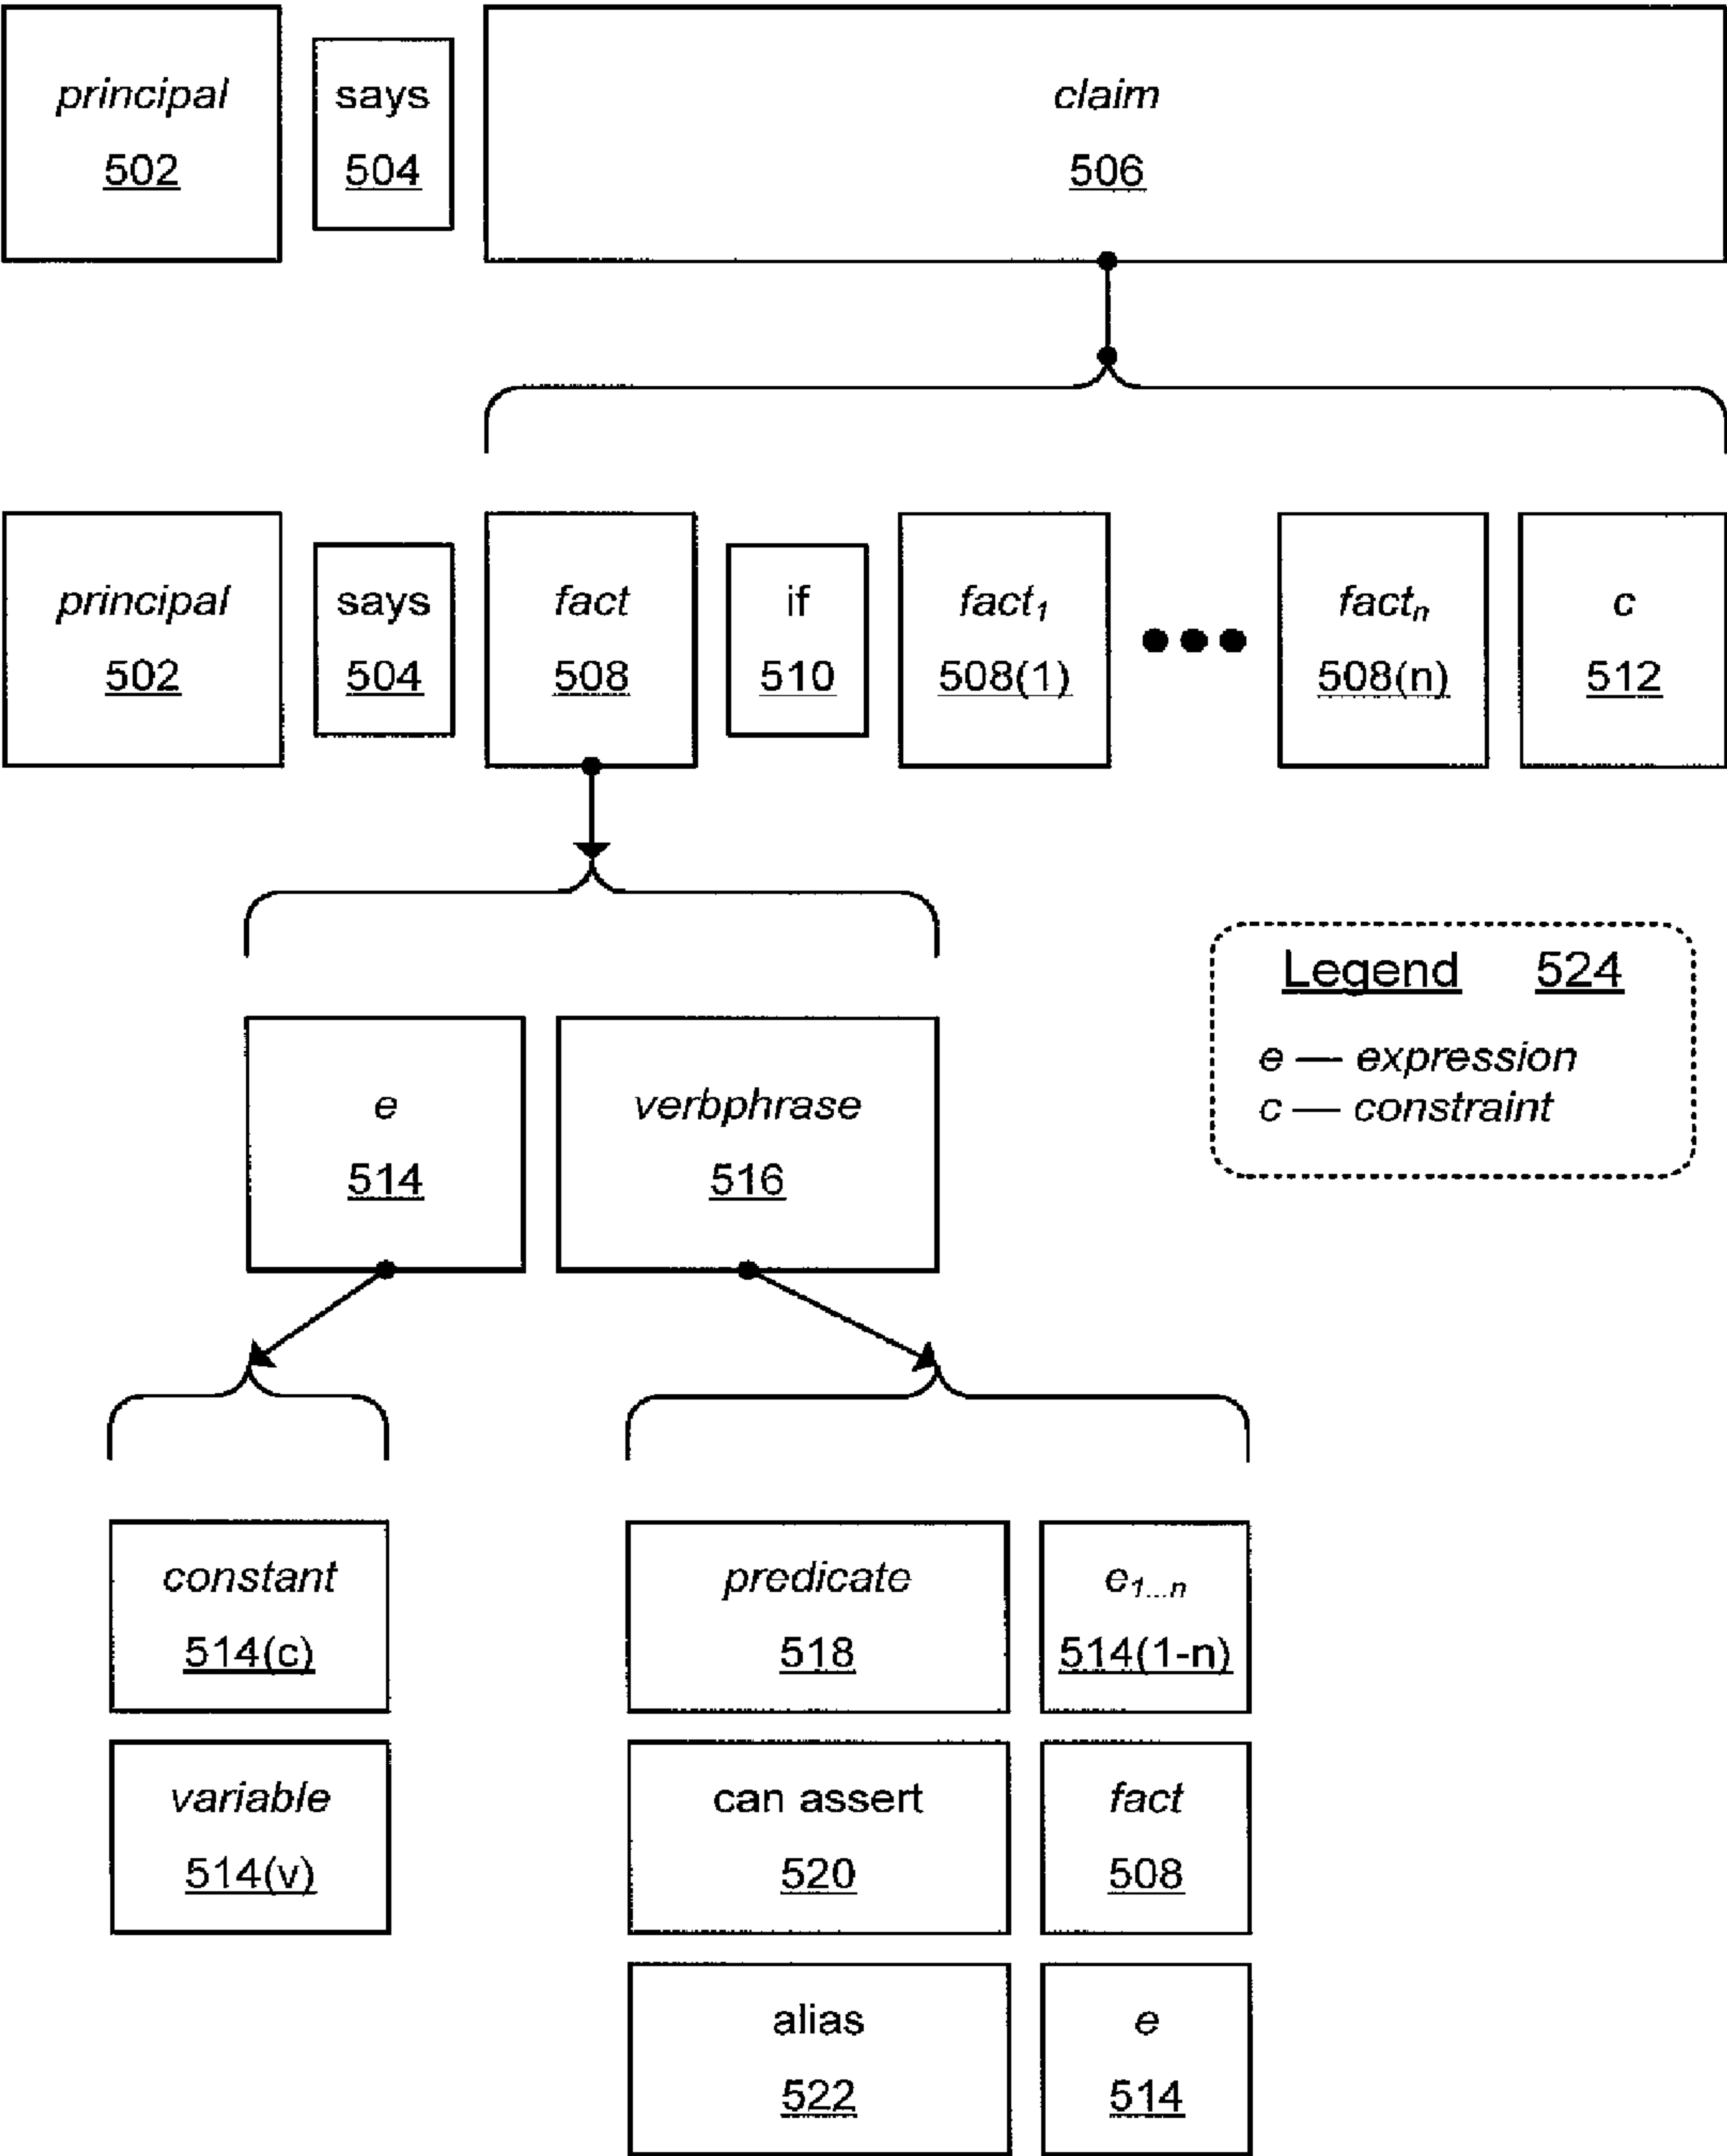 principal says claim
502 504 506
principal says fact if fact1 factn c
502 504 508 510 508(1) ••• 508(n) 512
Legend 524
e — expression
c — constraint
e verbphrase
514 516
constant predicate e1...n
514(c) 518 514(1-n)
variable can assert fact
514(v) 520 508
alias e
522 514